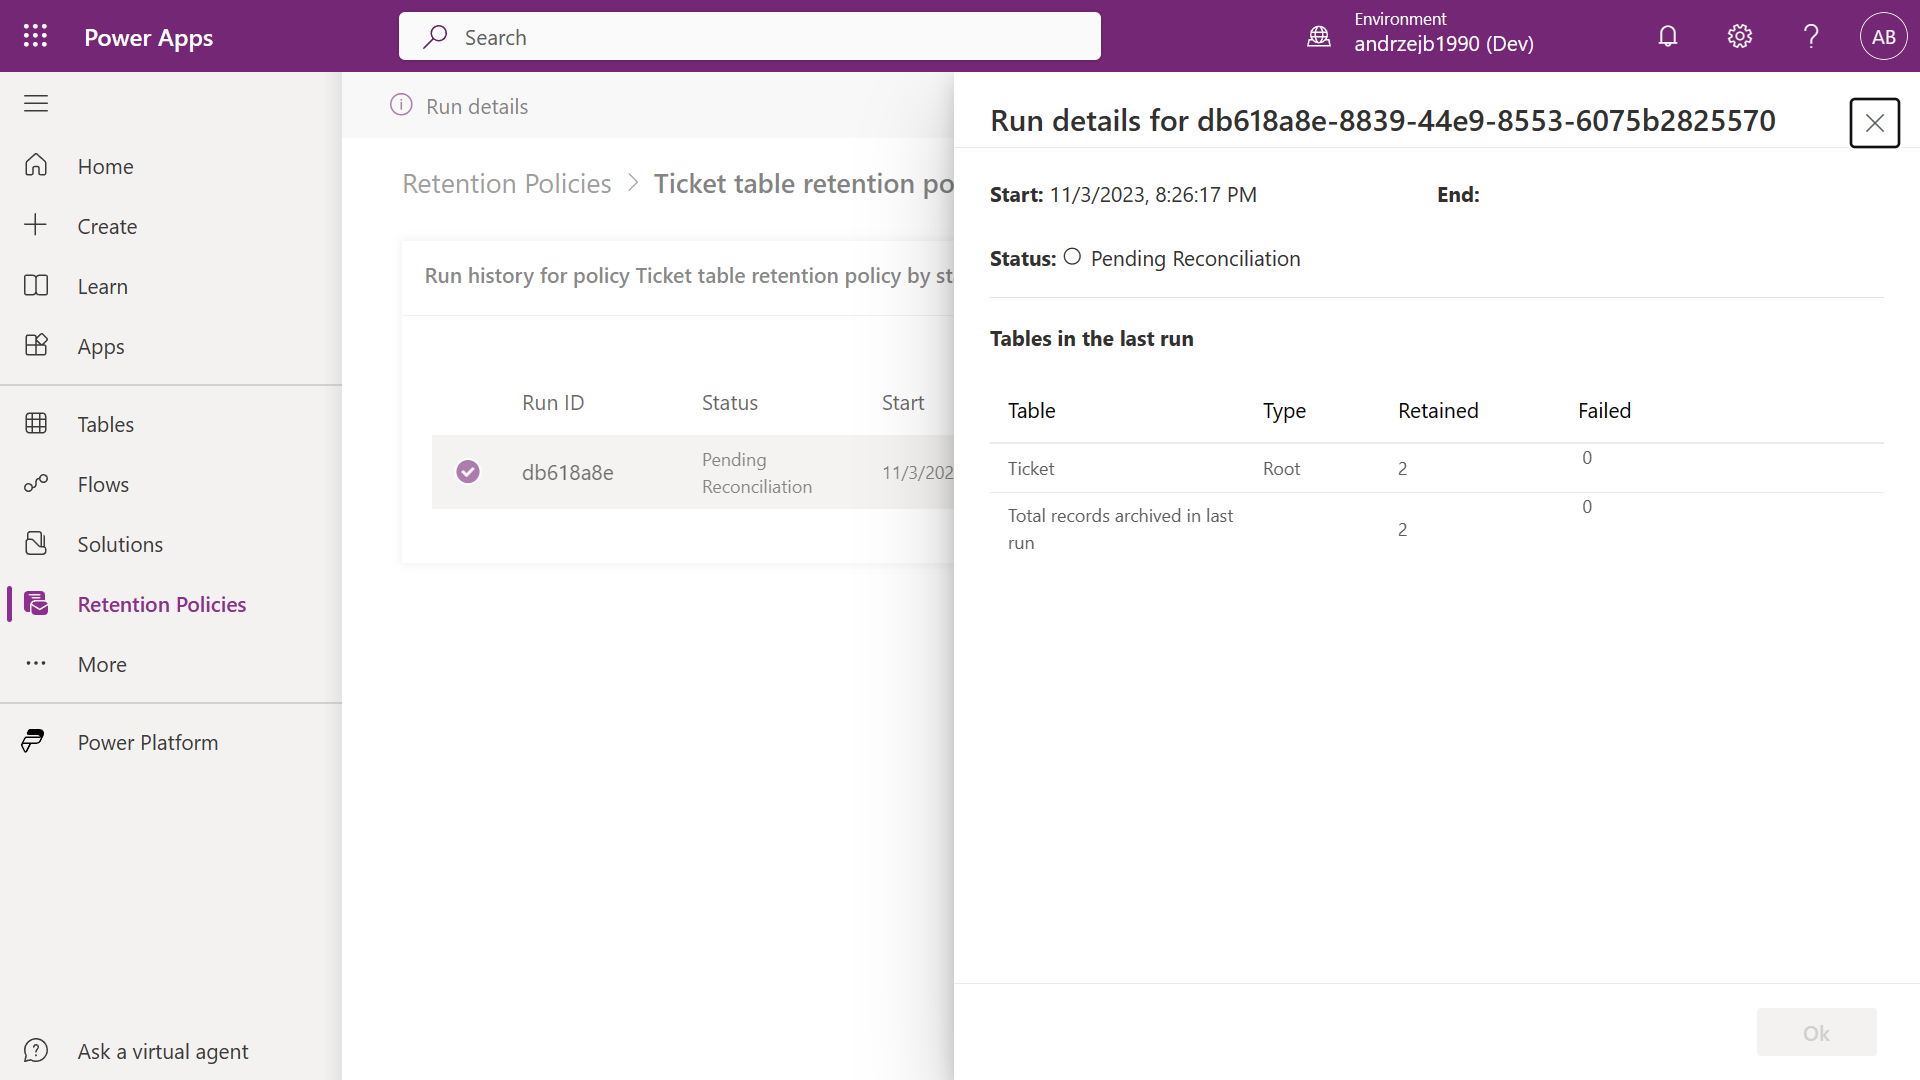 Power Apps
Search
Environment
andrzejb1990 (Dev)
AB
Home
Create
Learn
Apps
Tables
Flows
Solutions
Retention Policies
More
Power Platform
Ask a virtual agent
Run details
Retention Policies > Ticket table retention po
Run history for policy Ticket table retention policy by sta
Run ID Status Start
db618a8e Pending Reconciliation 11/3/202
Run details for db618a8e-8839-44e9-8553-6075b2825570
Start: 11/3/2023, 8:26:17 PM End:
Status: Pending Reconciliation
Tables in the last run
Table Type Retained Failed
Ticket Root 2 0
Total records archived in last
run 2 0
Ok